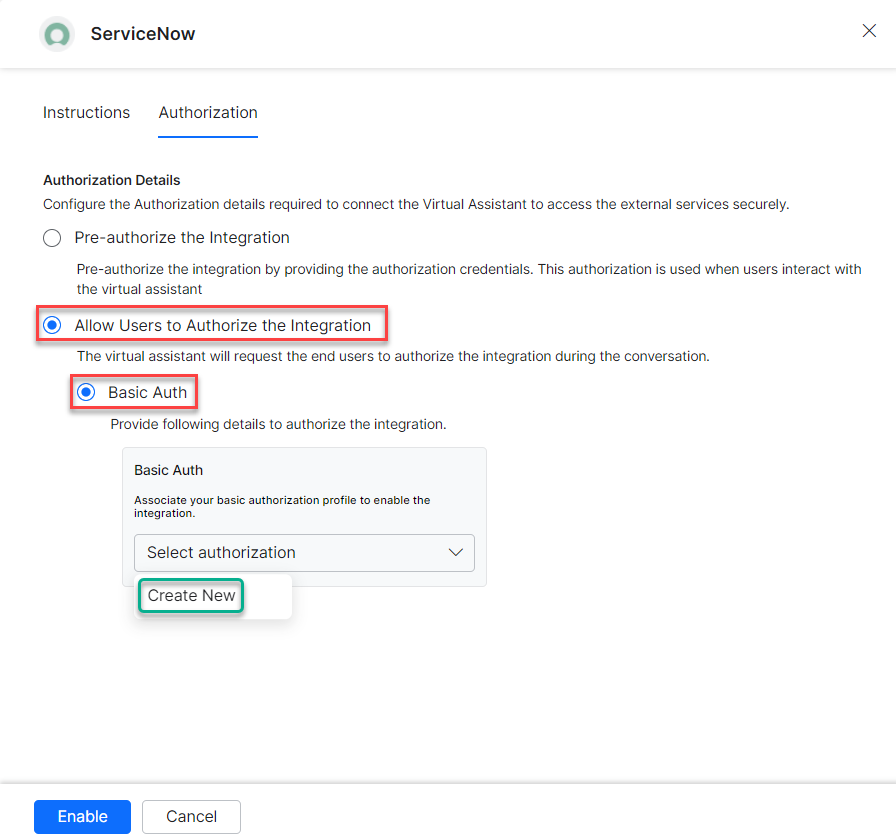 ServiceNow
Instructions
Authorization
Authorization Details
Configure the Authorization details required to connect the Virtual Assistant to access the external services securely.
Pre-authorize the Integration
Pre-authorize the integration by providing the authorization credentials. This authorization is used when users interact with
the virtual assistant
Allow Users to Authorize the Integration
The virtual assistant will request the end users to authorize the integration during the conversation.
Basic Auth
Provide following details to authorize the integration.
Basic Auth
Associate your basic authorization profile to enable the
integration.
Select authorization
Create New
Enable
Cancel